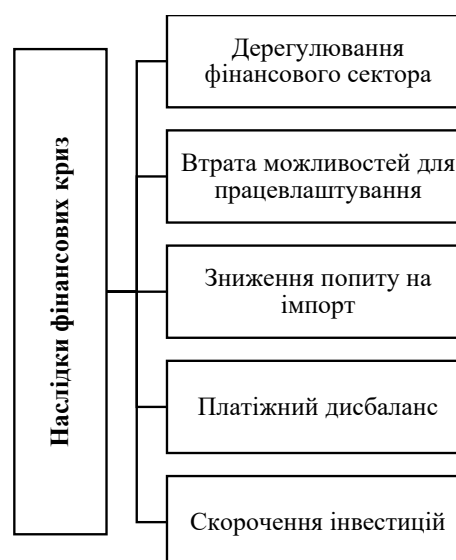 Наслідки фінансових криз
Дерегулювання
фінансового сектора
Втрата можливостей для
працевлаштування
Зниження попиту на
імпорт
Платіжний дисбаланс
Скорочення інвестицій